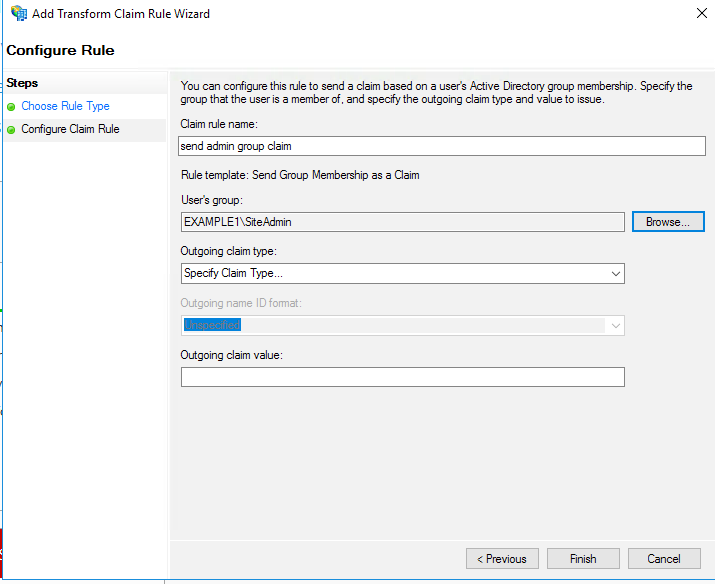 Add Transform Claim Rule Wizard
Configure Rule
Steps
Choose Rule Type
Configure Claim Rule
You can configure this rule to send a claim based on a user's Active Directory group membership. Specify the
group that the user is a member of, and specify the outgoing claim type and value to issue.
Claim rule name:
send admin group claim
Rule template: Send Group Membership as a Claim
User's group:
EXAMPLE1\SiteAdmin
Browse...
Outgoing claim type:
Specify Claim Type...
Outgoing name ID format:
Unspecified
Outgoing claim value:
< Previous
Finish
Cancel